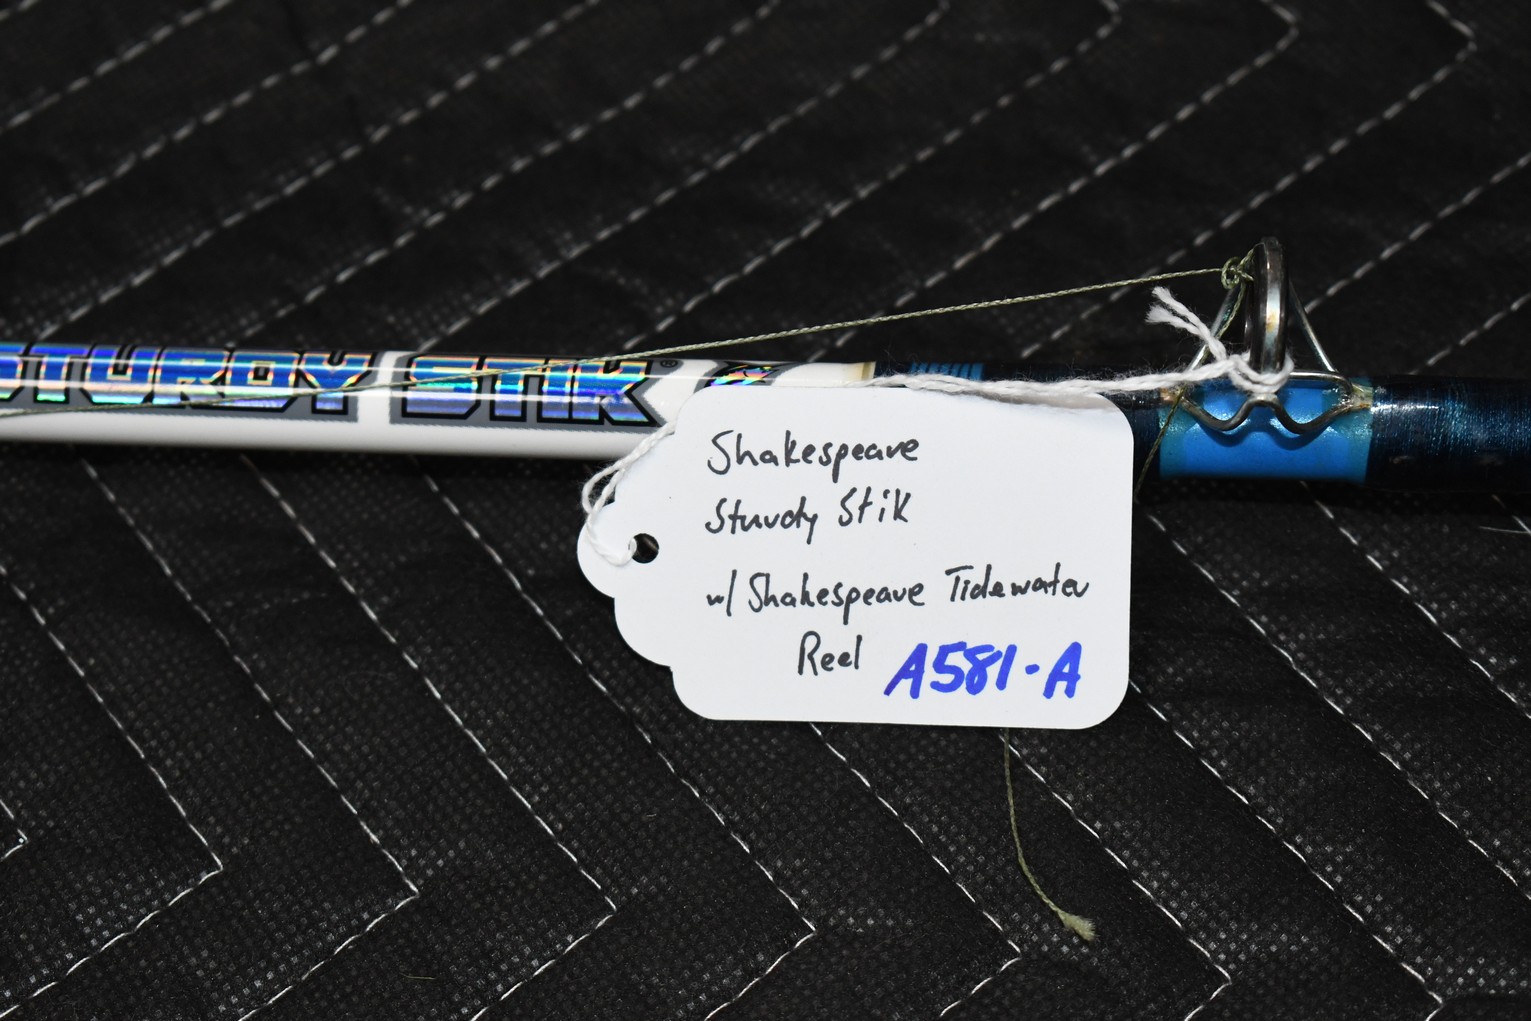 STURDY STIK®
Shakespeare
Sturdy Stik
w/ Shakespeare Tidewater
Reel A581-A